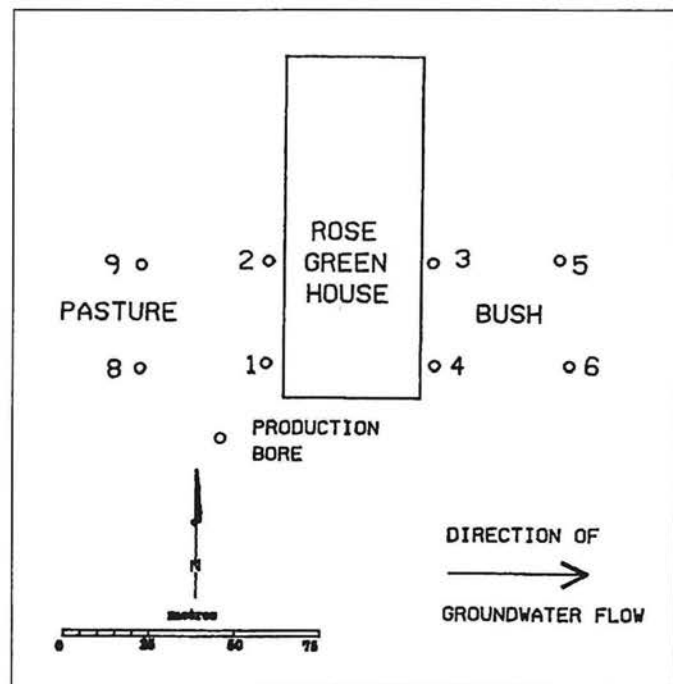 ROSE
GREEN
HOUSE
9
2
3
5
PASTURE
BUSH
8
1
4
6
PRODUCTION
BORE
N
DIRECTION OF
GROUNDWATER FLOW
metres
0 25 50 75